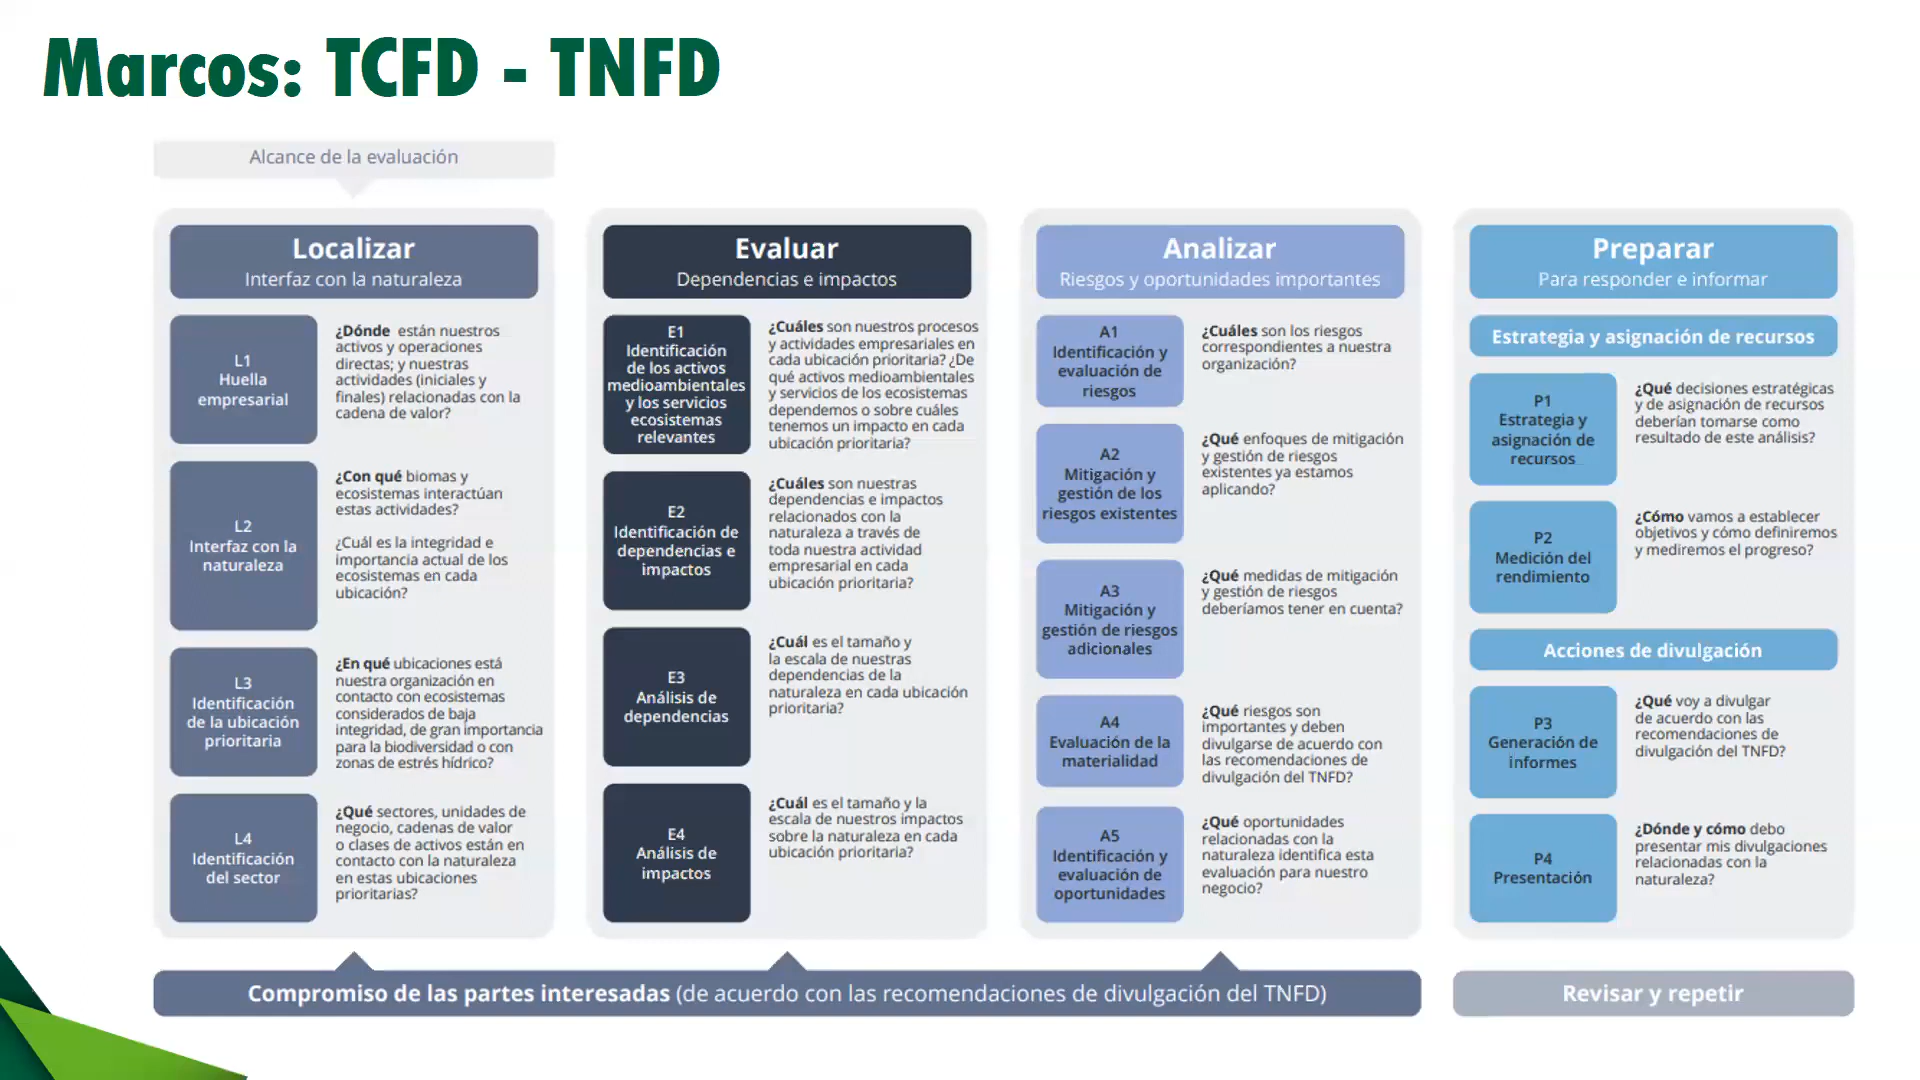 Marcos: TCFD - TNFD
Alcance de la evaluación
Localizar
Interfaz con la naturaleza
L1
Huella
empresarial
¿Dónde están nuestros
activos y operaciones
directas; y nuestras
actividades (iniciales y
finales) relacionadas con la
cadena de valor?
L2
Interfaz con la
naturaleza
¿Con qué biomas y
ecosistemas interactúan
estas actividades?
¿Cuál es la integridad e
importancia actual de los
ecosistemas en cada
ubicación?
L3
Identificación
de la ubicación
prioritaria
¿En qué ubicaciones está
nuestra organización en
contacto con ecosistemas
considerados de baja
integridad, de gran importancia
para la biodiversidad o con
zonas de estrés hídrico?
L4
Identificación
del sector
¿Qué sectores, unidades de
negocio, cadenas de valor
o clases de activos están en
contacto con la naturaleza
en estas ubicaciones
prioritarias?
Evaluar
Dependencias e impactos
E1
Identificación
de los activos
medioambientales
y los servicios
ecosistemas
relevantes
¿Cuáles son nuestros procesos
y actividades empresariales en
cada ubicación prioritaria? ¿De
qué activos medioambientales
y servicios de los ecosistemas
dependemos o sobre cuáles
tenemos un impacto en cada
ubicación prioritaria?
E2
Identificación de
dependencias e
impactos
¿Cuáles son nuestras
dependencias e impactos
relacionados con la
naturaleza a través de
toda nuestra actividad
empresarial en cada
ubicación prioritaria?
E3
Análisis de
dependencias
¿Cuál es el tamaño y
la escala de nuestras
dependencias de la
naturaleza en cada ubicación
prioritaria?
E4
Análisis de
impactos
¿Cuál es el tamaño y la
escala de nuestros impactos
sobre la naturaleza en cada
ubicación prioritaria?
Analizar
Riesgos y oportunidades importantes
A1
Identificación y
evaluación de
riesgos
¿Cuáles son los riesgos
correspondientes a nuestra
organización?
A2
Mitigación y
gestión de los
riesgos existentes
¿Qué enfoques de mitigación
y gestión de riesgos
existentes ya estamos
aplicando?
A3
Mitigación y
gestión de riesgos
adicionales
¿Qué medidas de mitigación
y gestión de riesgos
deberíamos tener en cuenta?
A4
Evaluación de la
materialidad
¿Qué riesgos son
importantes y deben
divulgarse de acuerdo con
las recomendaciones de
divulgación del TNFD?
A5
Identificación y
evaluación de
oportunidades
¿Qué oportunidades
relacionadas con la
naturaleza identifica esta
evaluación para nuestro
negocio?
Preparar
Para responder e informar
Estrategia y asignación de recursos
P1
Estrategia y
asignación de
recursos
¿Qué decisiones estratégicas
y de asignación de recursos
deberían tomarse como
resultado de este análisis?
P2
Medición del
rendimiento
¿Cómo vamos a establecer
objetivos y cómo definiremos
y mediremos el progreso?
Acciones de divulgación
P3
Generación de
informes
¿Qué voy a divulgar
de acuerdo con las
recomendaciones de
divulgación del TNFD?
P4
Presentación
¿Dónde y cómo debo
presentar mis divulgaciones
relacionadas con la
naturaleza?
Compromiso de las partes interesadas (de acuerdo con las recomendaciones de divulgación del TNFD)
Revisar y repetir